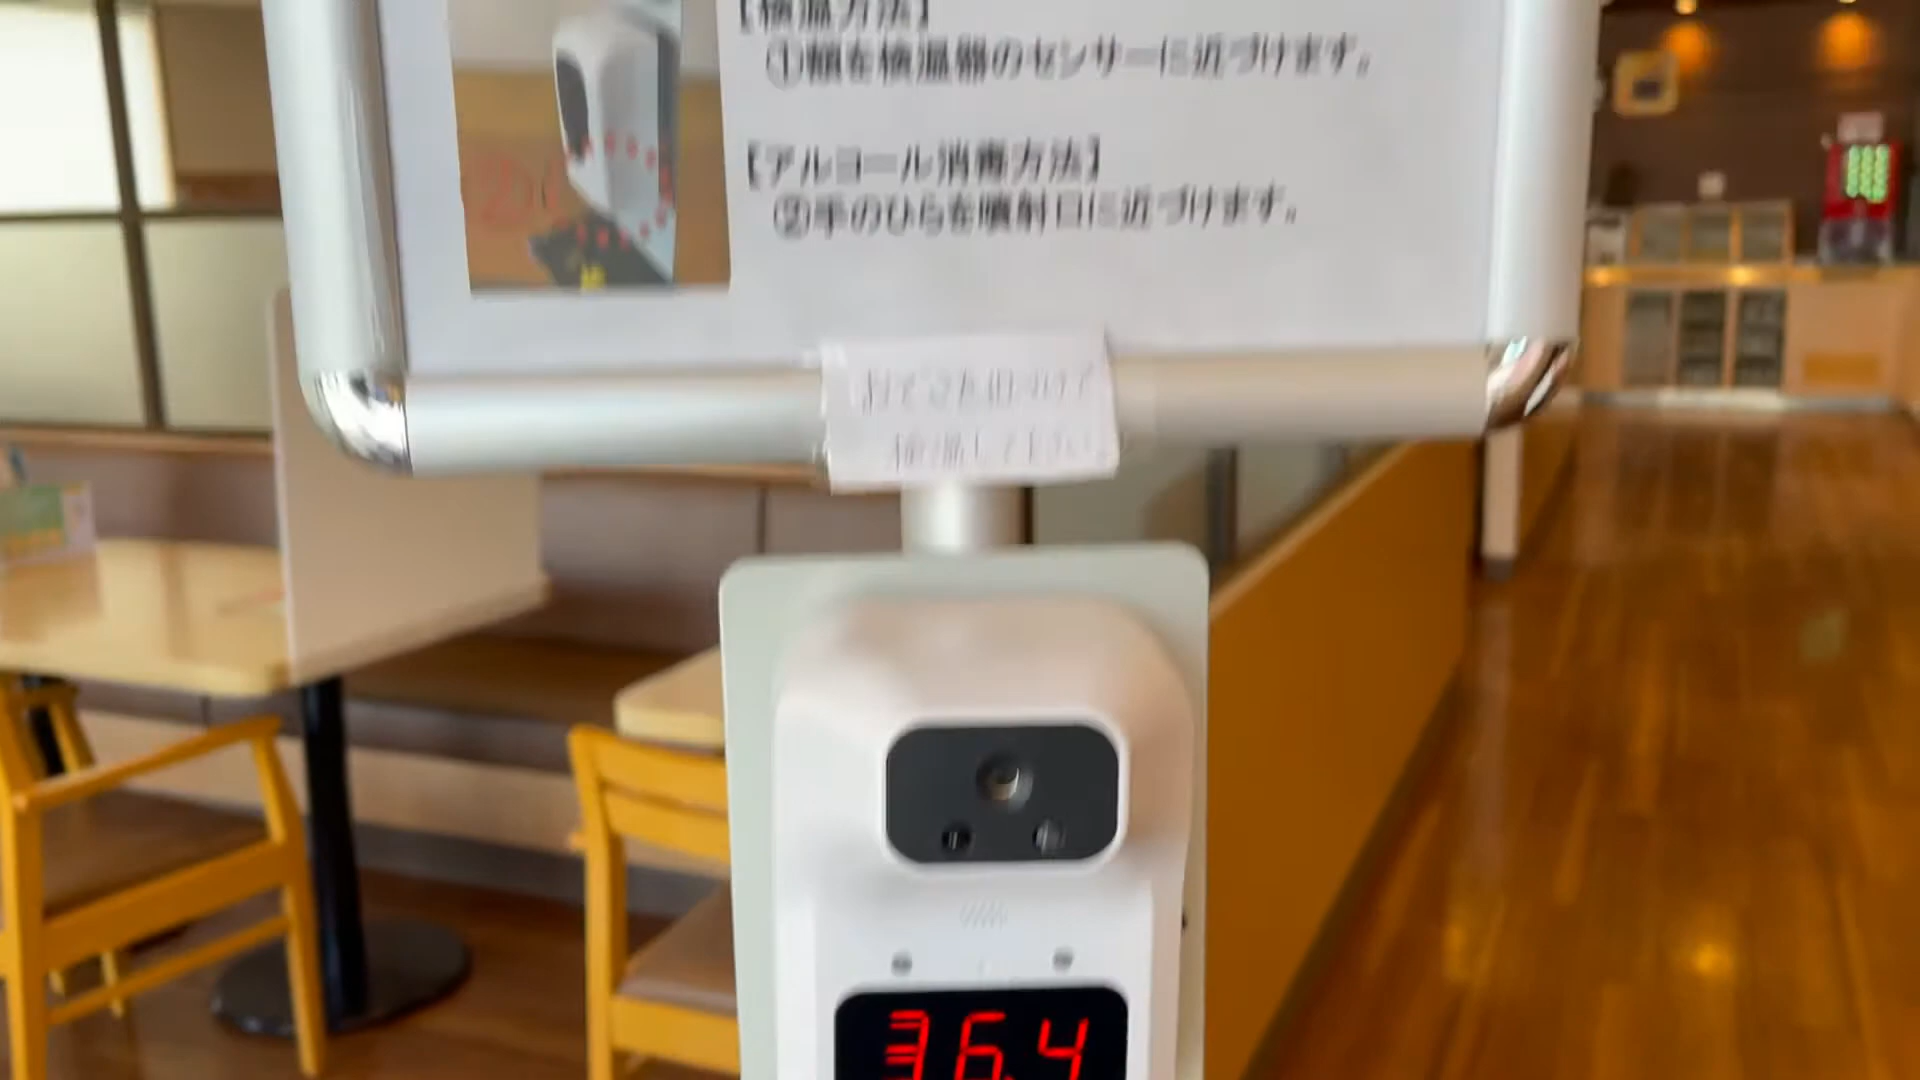 【検温方法】
①顔を検温器のセンサーに近づけます。
【アルコール消毒方法】
②手のひらを噴射口に近づけます。
②
36.4